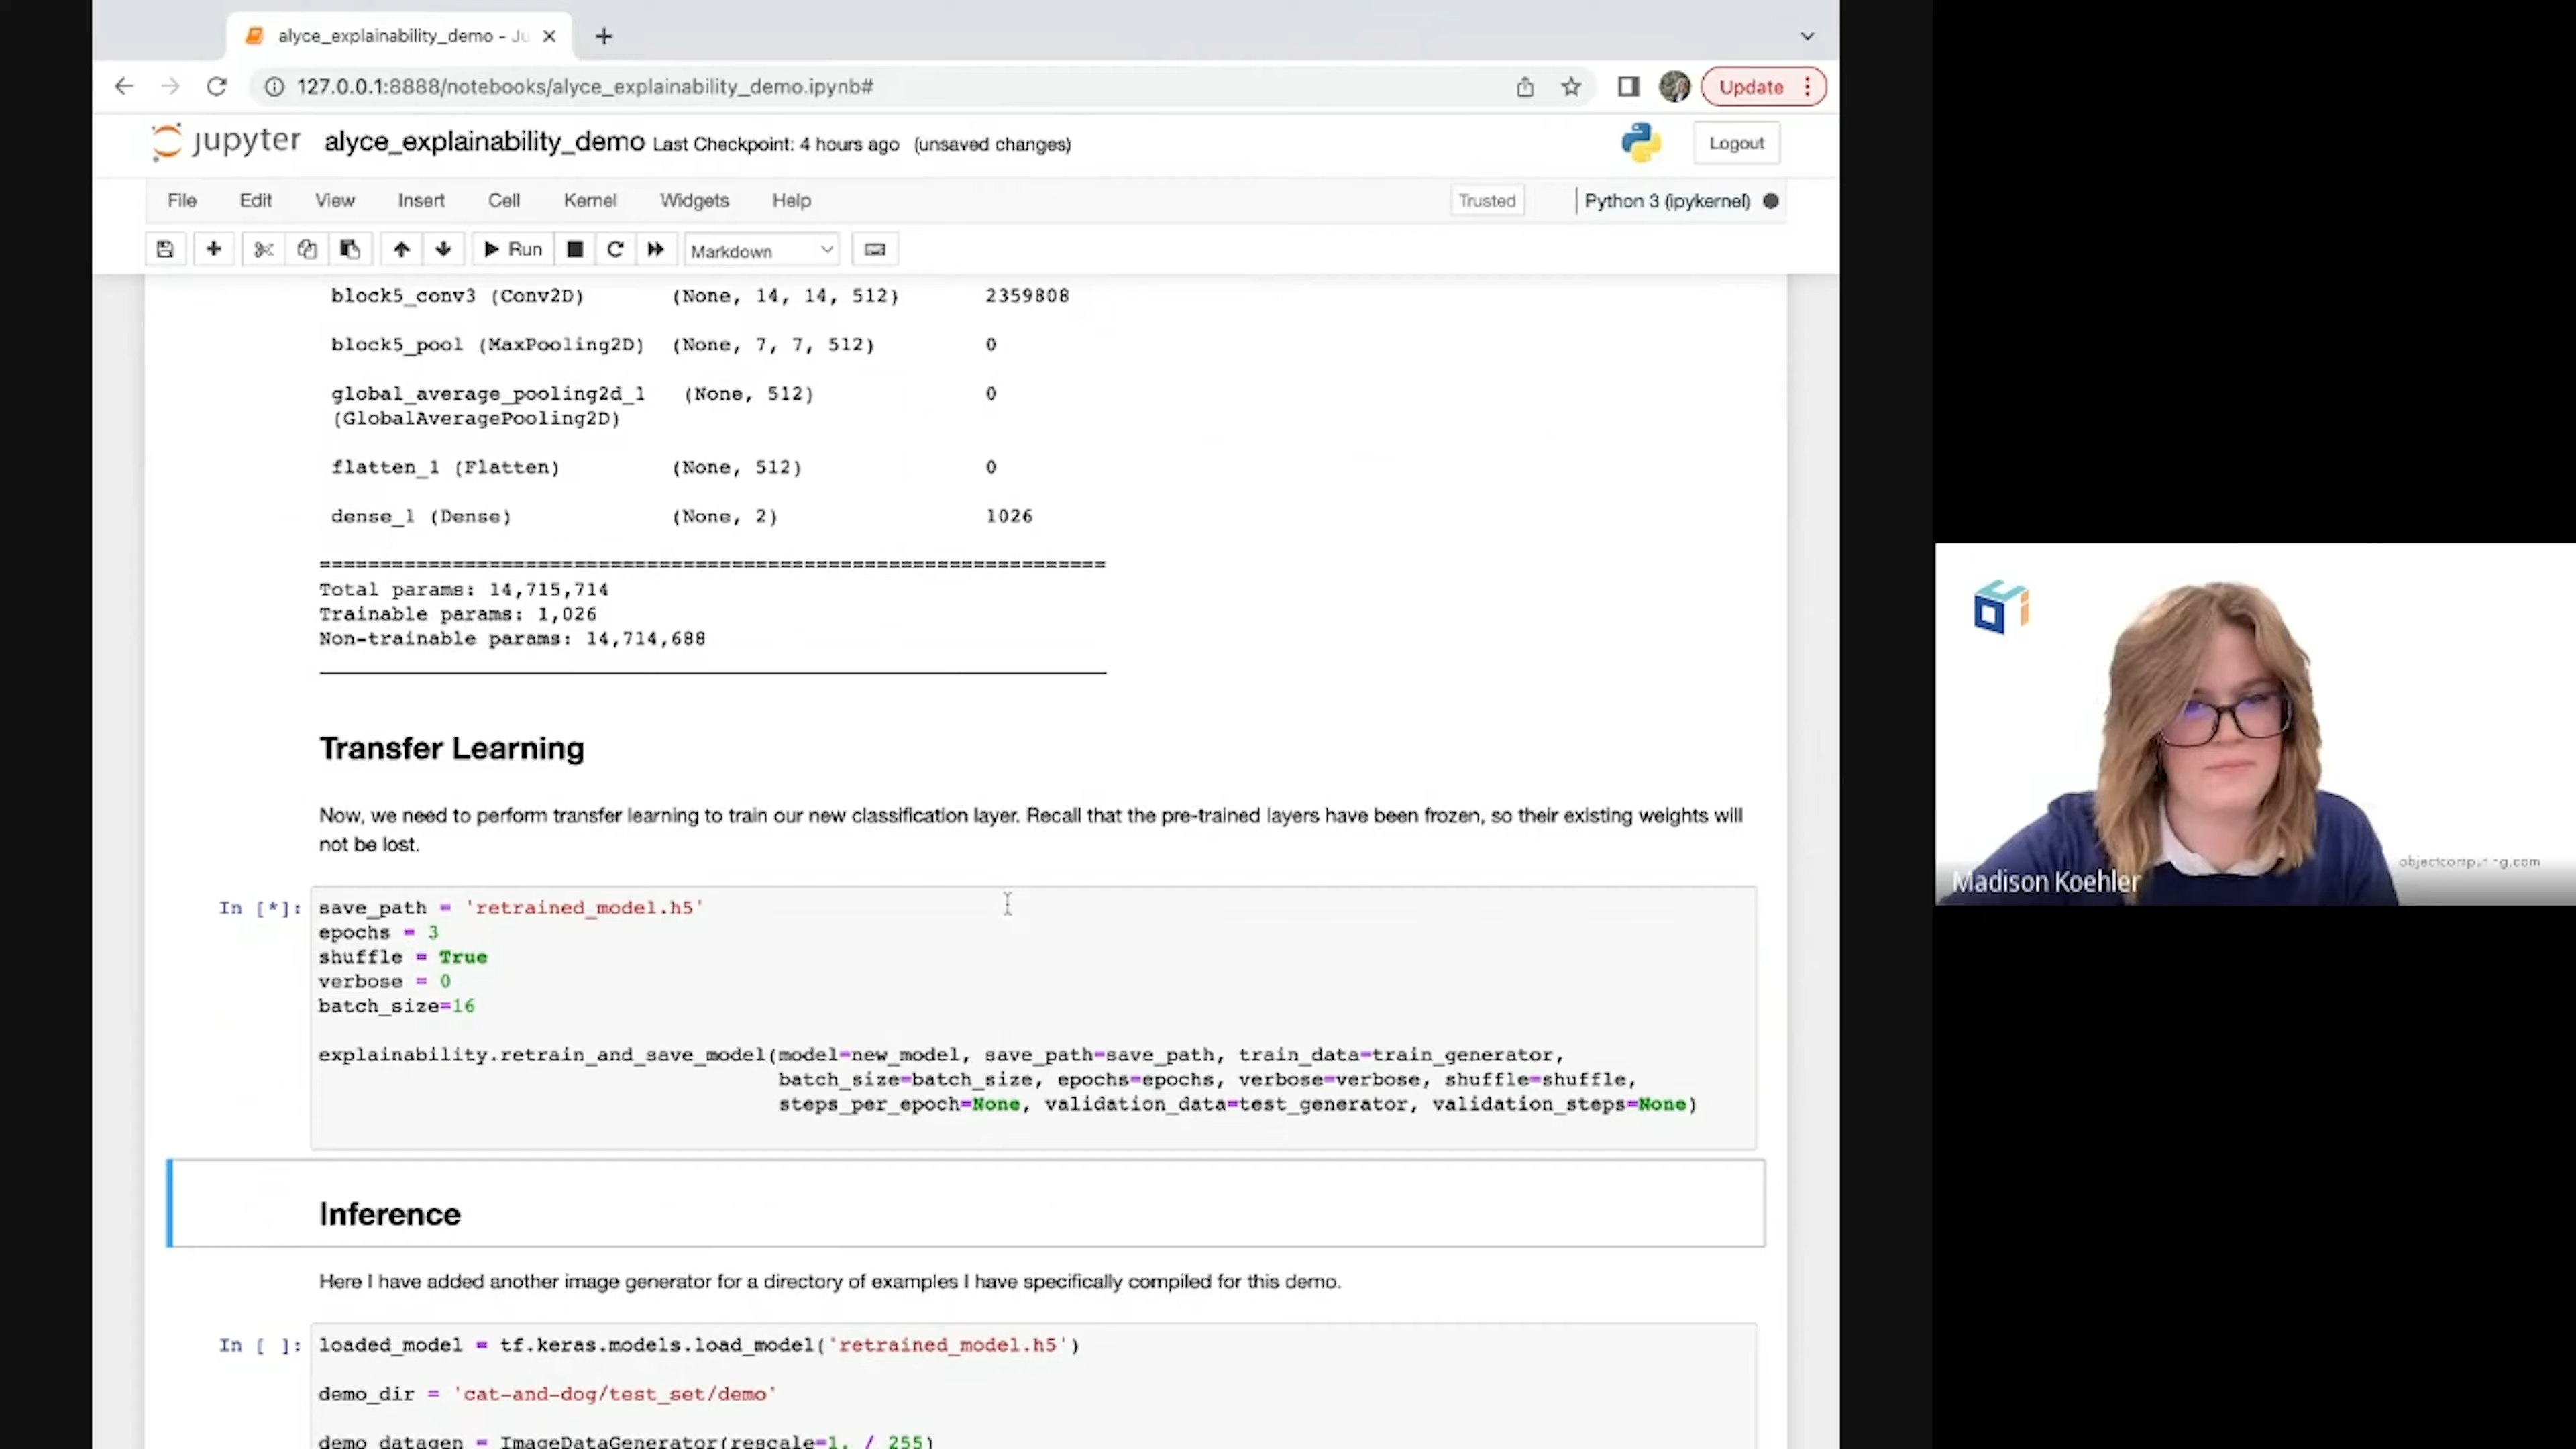 alyce_explainability_demo - Ju
127.0.0.1:8888/notebooks/alyce_explainability_demo.ipynb#
Update
jupyter alyce_explainability_demo Last Checkpoint: 4 hours ago (unsaved changes)
Logout
File Edit View Insert Cell Kernel Widgets Help
Trusted Python 3 (ipykernel)
Run Markdown
block5_conv3 (Conv2D) (None, 14, 14, 512) 2359808
block5_pool (MaxPooling2D) (None, 7, 7, 512) 0
global_average_pooling2d_1 (None, 512) 0
(GlobalAveragePooling2D)
flatten_1 (Flatten) (None, 512) 0
dense_1 (Dense) (None, 2) 1026
=================================================================
Total params: 14,715,714
Trainable params: 1,026
Non-trainable params: 14,714,688
Transfer Learning
Now, we need to perform transfer learning to train our new classification layer. Recall that the pre-trained layers have been frozen, so their existing weights will
not be lost.
In [*]: save_path = 'retrained_model.h5'
epochs = 3
shuffle = True
verbose = 0
batch_size=16
explainability.retrain_and_save_model(model=new_model, save_path=save_path, train_data=train_generator,
batch_size=batch_size, epochs=epochs, verbose=verbose, shuffle=shuffle,
steps_per_epoch=None, validation_data=test_generator, validation_steps=None)
Inference
Here I have added another image generator for a directory of examples I have specifically compiled for this demo.
In [ ]: loaded_model = tf.keras.models.load_model('retrained_model.h5')
demo_dir = 'cat-and-dog/test_set/demo'
demo_datagen = ImageDataGenerator(rescale=1. / 255)
Madison Koehler